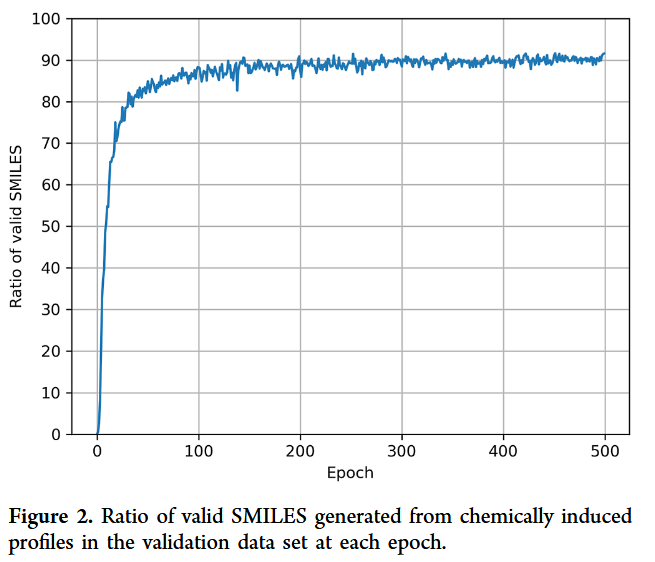 100
90
80
70
60
50
40
30
20
10
0
Ratio of valid SMILES
0 100 200 300 400 500
Epoch
Figure 2. Ratio of valid SMILES generated from chemically induced
profiles in the validation data set at each epoch.